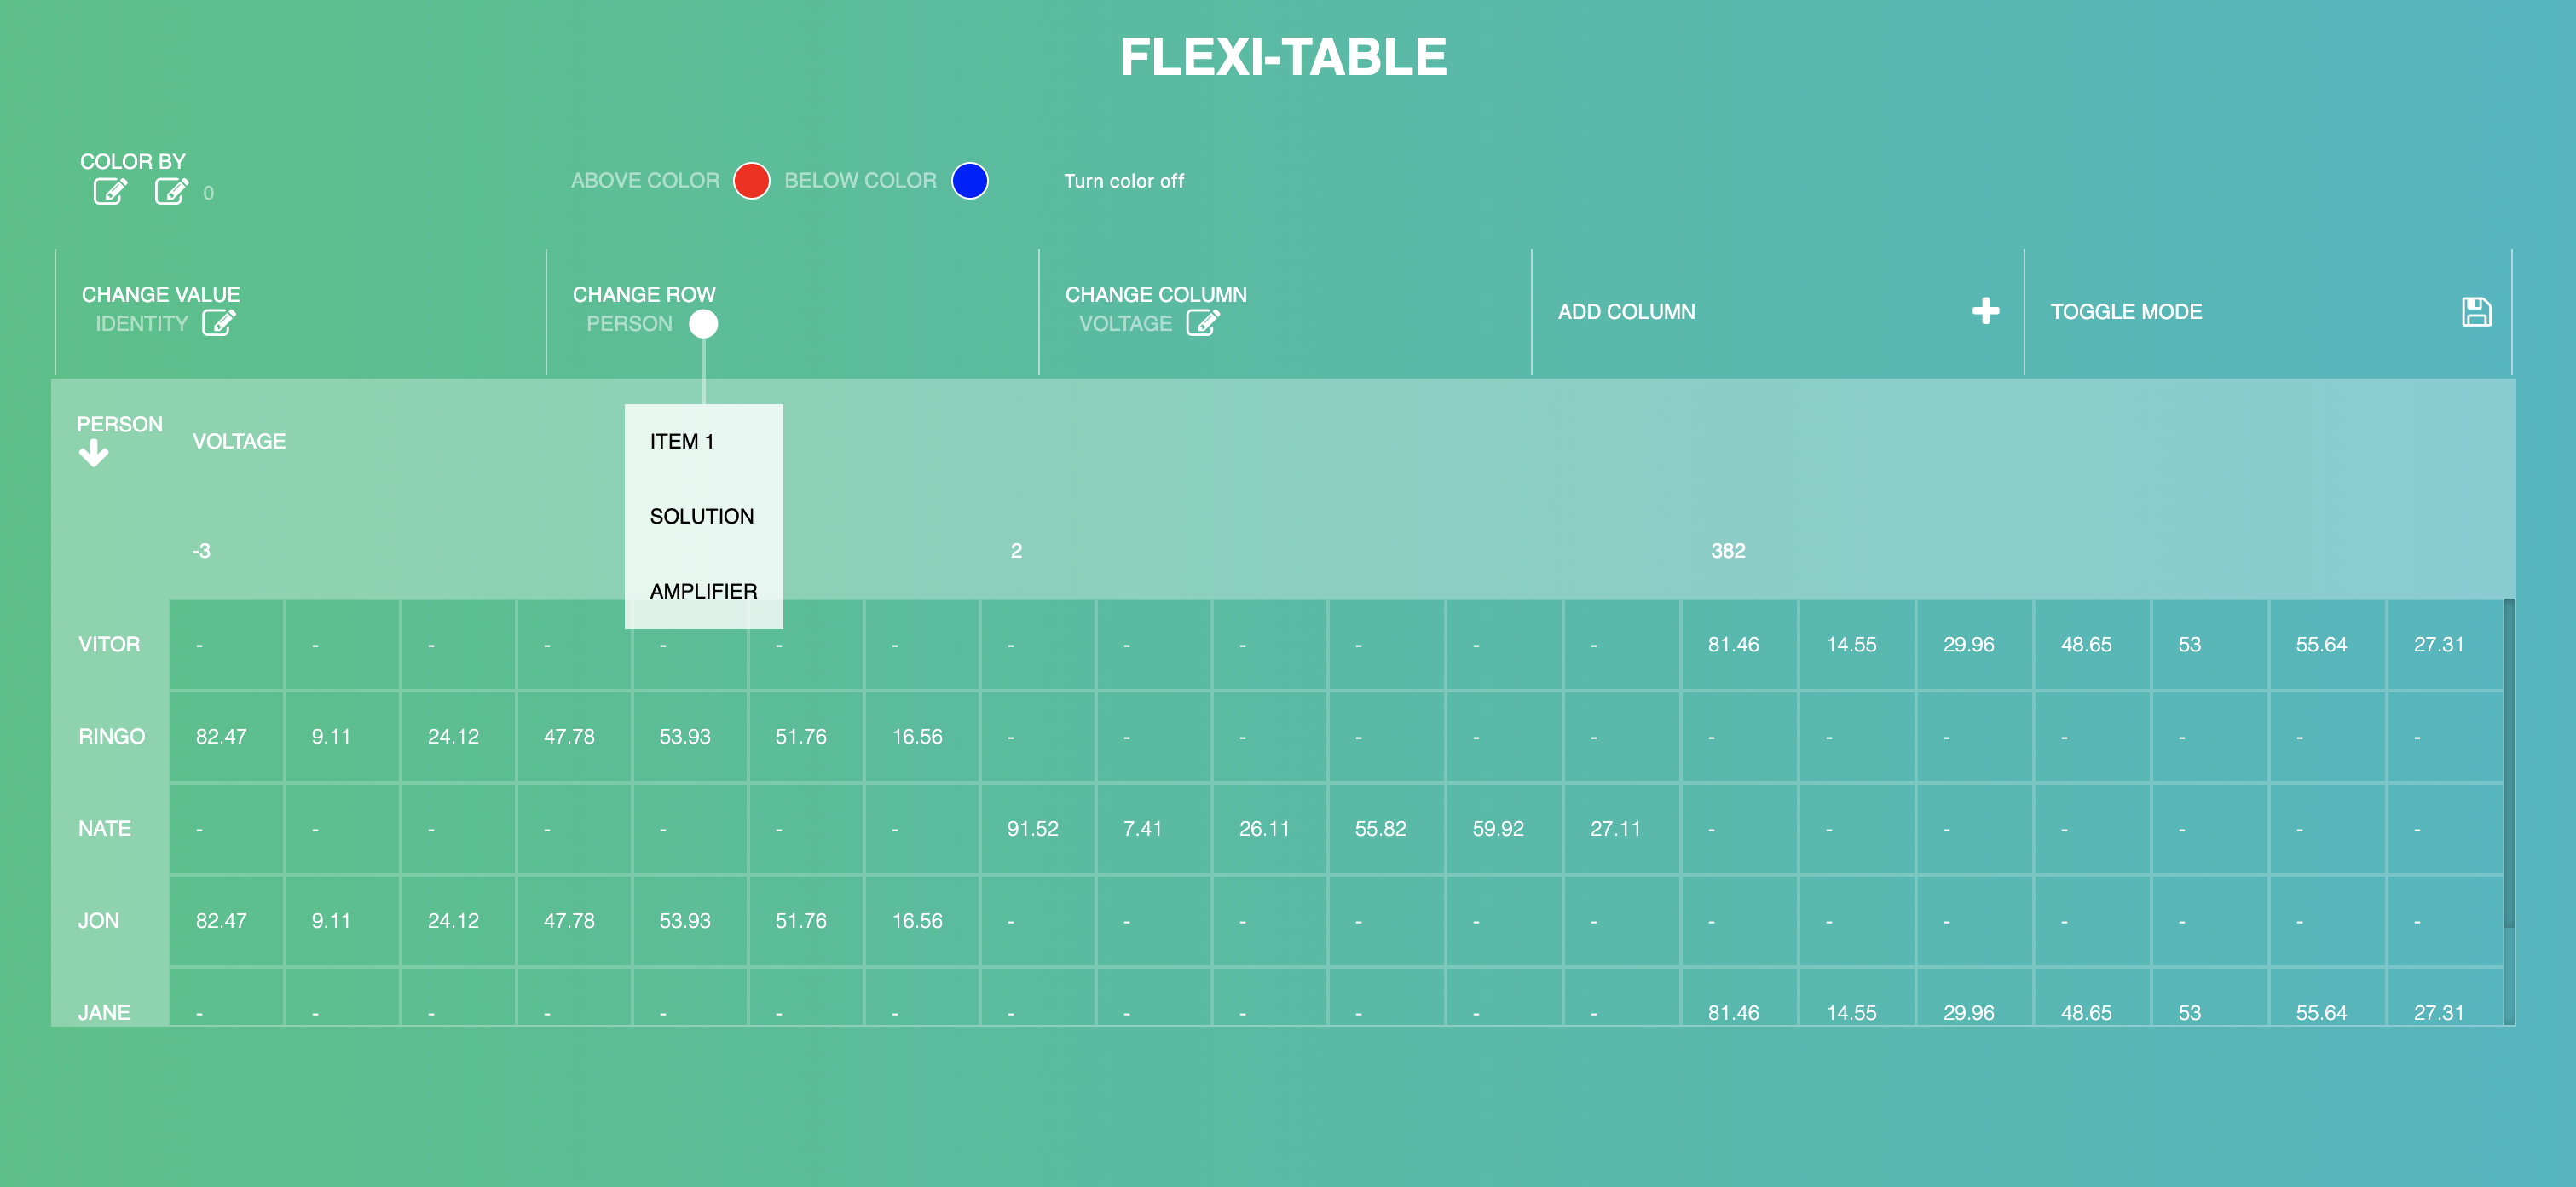 FLEXI-TABLE
COLOR BY
0
ABOVE COLOR BELOW COLOR Turn color off
CHANGE VALUE
IDENTITY
CHANGE ROW
PERSON
CHANGE COLUMN
VOLTAGE
ADD COLUMN
TOGGLE MODE
PERSON
VOLTAGE
ITEM 1
SOLUTION
AMPLIFIER
-3 2 382
VITOR - - - - - - - - - - - - - 81.46 14.55 29.96 48.65 53 55.64 27.31
RINGO 82.47 9.11 24.12 47.78 53.93 51.76 16.56 - - - - - - - - - - - - -
NATE - - - - - - - 91.52 7.41 26.11 55.82 59.92 27.11 - - - - - - -
JON 82.47 9.11 24.12 47.78 53.93 51.76 16.56 - - - - - - - - - - - - -
JANE - - - - - - - - - - - - - 81.46 14.55 29.96 48.65 53 55.64 27.31